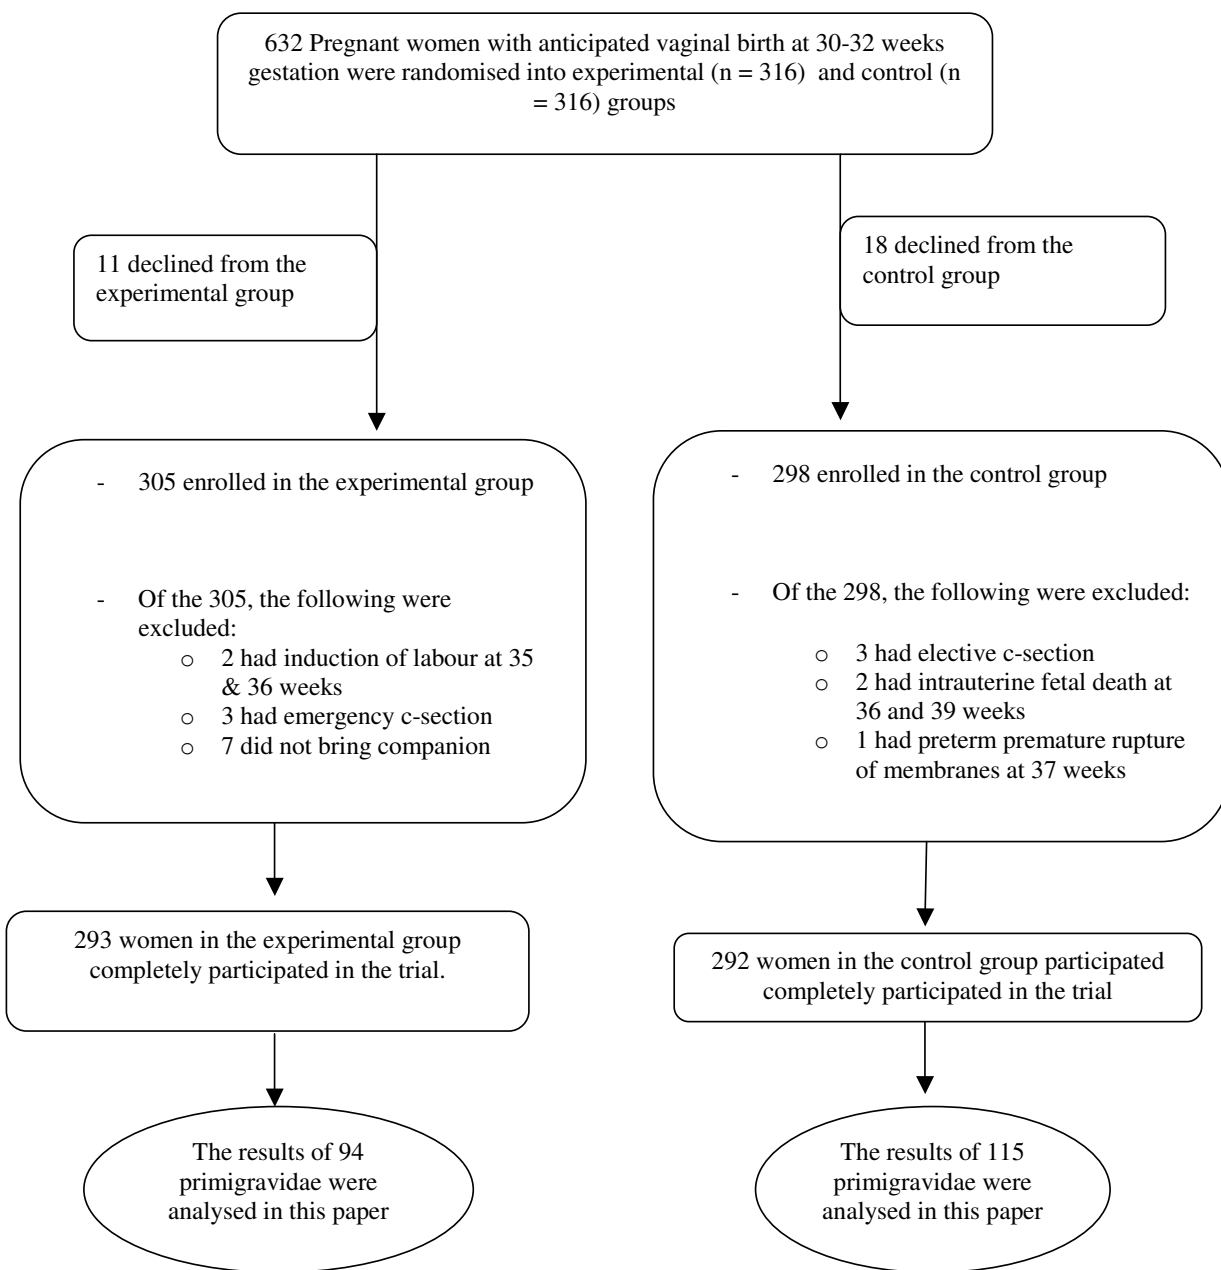 632 Pregnant women with anticipated vaginal birth at 30-32 weeks
gestation were randomised into experimental (n = 316) and control (n
= 316) groups
11 declined from the
experimental group
18 declined from the
control group
- 305 enrolled in the experimental group
- Of the 305, the following were
excluded:
o 2 had induction of labour at 35
& 36 weeks
o 3 had emergency c-section
o 7 did not bring companion
- 298 enrolled in the control group
- Of the 298, the following were excluded:
o 3 had elective c-section
o 2 had intrauterine fetal death at
36 and 39 weeks
o 1 had preterm premature rupture
of membranes at 37 weeks
293 women in the experimental group
completely participated in the trial.
292 women in the control group participated
completely participated in the trial
The results of 94
primigravidae were
analysed in this paper
The results of 115
primigravidae were
analysed in this paper